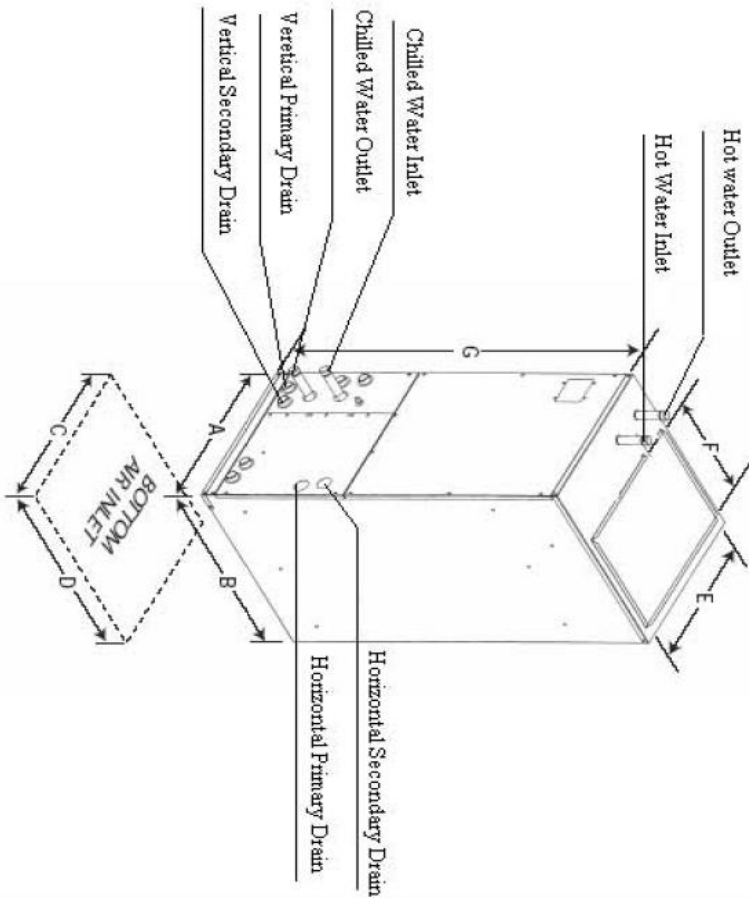 Hot water Outlet
Hot Water Inlet
Chilled Water Inlet
Chilled Water Outlet
Veretical Primary Drain
Vertical Secondary Drain
F
E
G
A
B
C
D
BOTTOM
AIR INLET
Horizontal Secondary Drain
Horizontal Primary Drain